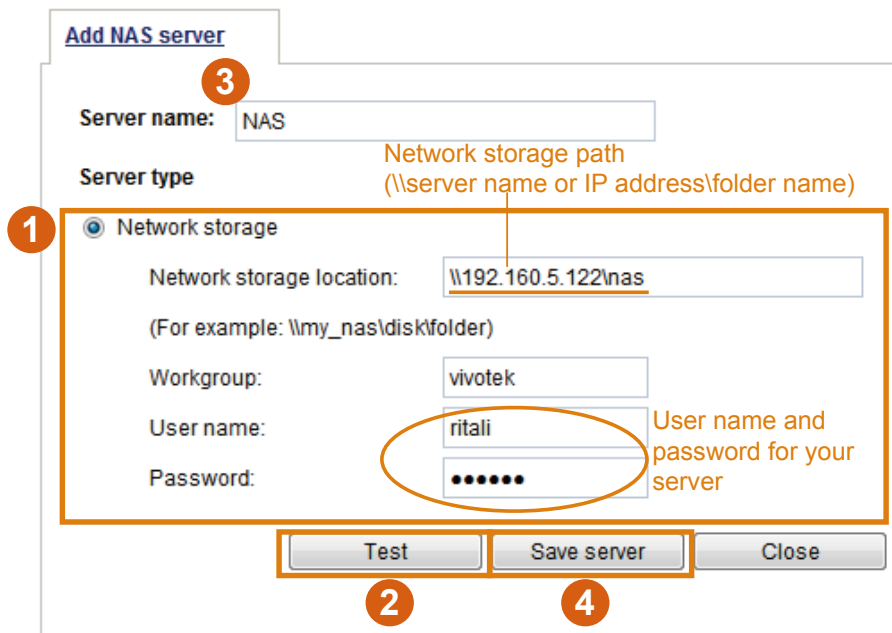 Add NAS server
3
Server name: NAS
Network storage path
(\\server name or IP address\folder name)
Server type
1
Network storage
Network storage location: \\192.160.5.122\nas
(For example: \\my_nas\disk\folder)
Workgroup: vivotek
User name: ritali
Password: ••••••
User name and
password for your
server
Test Save server Close
2 4